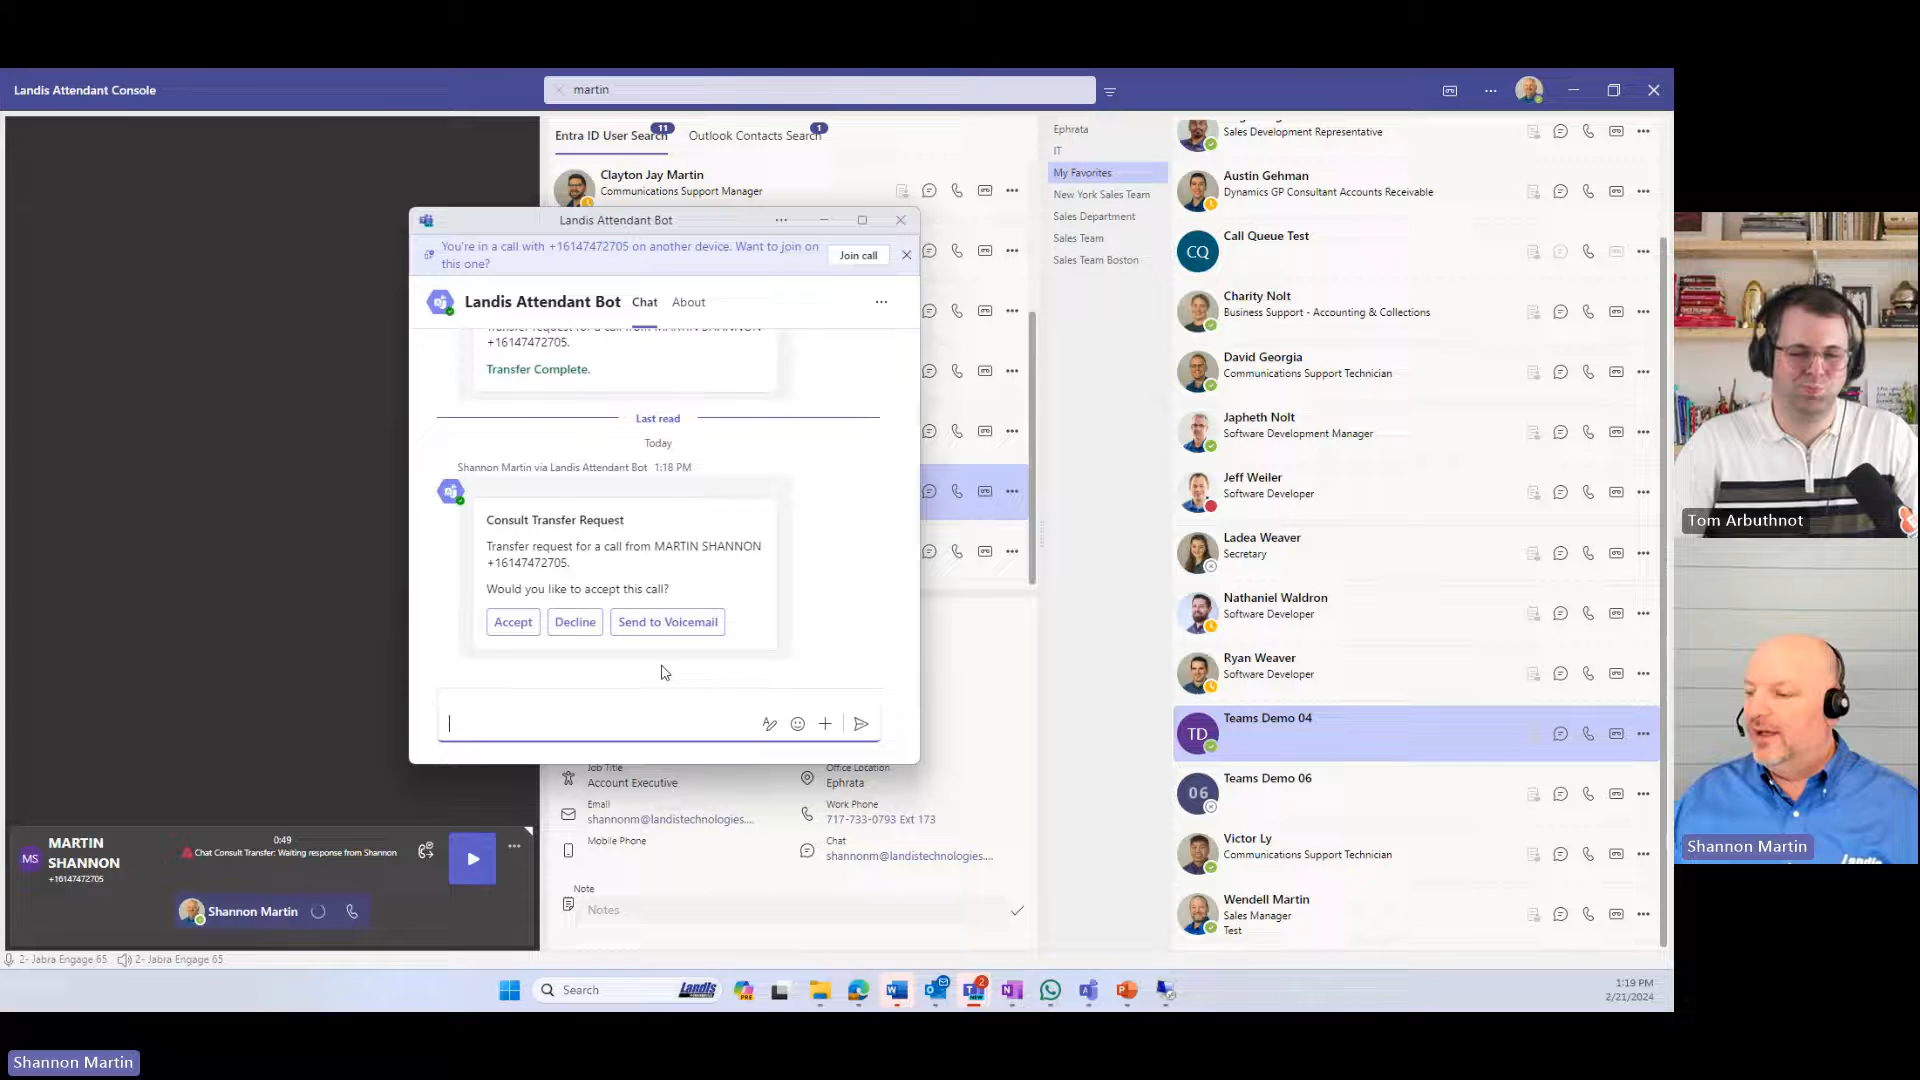 Landis Attendant Console
martin
Entra ID User Search
11
Outlook Contacts Search
1
Clayton Jay Martin
Communications Support Manager
Landis Attendant Bot
You're in a call with +16147472705 on another device. Want to join on
this one?
Join call
Landis Attendant Bot
Chat
About
+16147472705.
Transfer Complete.
Last read
Today
Shannon Martin via Landis Attendant Bot 1:18 PM
Consult Transfer Request
Transfer request for a call from MARTIN SHANNON
+16147472705.
Would you like to accept this call?
Accept
Decline
Send to Voicemail
Job Title
Account Executive
Office Location
Ephrata
Email
shannonm@landistechnologies....
Work Phone
717-733-0793 Ext 173
Mobile Phone
Chat
shannonm@landistechnologies....
Note
Notes
MS
MARTIN
SHANNON
+16147472705
0:49
Chat Consult Transfer: Waiting response from Shannon
Shannon Martin
2- Jabra Engage 65
2- Jabra Engage 65
Ephrata
IT
My Favorites
New York Sales Team
Sales Department
Sales Team
Sales Team Boston
Sales Development Representative
Austin Gehman
Dynamics GP Consultant Accounts Receivable
CQ
Call Queue Test
Charity Nolt
Business Support - Accounting & Collections
David Georgia
Communications Support Technician
Japheth Nolt
Software Development Manager
Jeff Weiler
Software Developer
Ladea Weaver
Secretary
Nathaniel Waldron
Software Developer
Ryan Weaver
Software Developer
TD
Teams Demo 04
06
Teams Demo 06
Victor Ly
Communications Support Technician
Wendell Martin
Sales Manager
Test
Search
Landis
PRE
2
NEW
1:19 PM
2/21/2024
Tom Arbuthnot
Shannon Martin
Shannon Martin